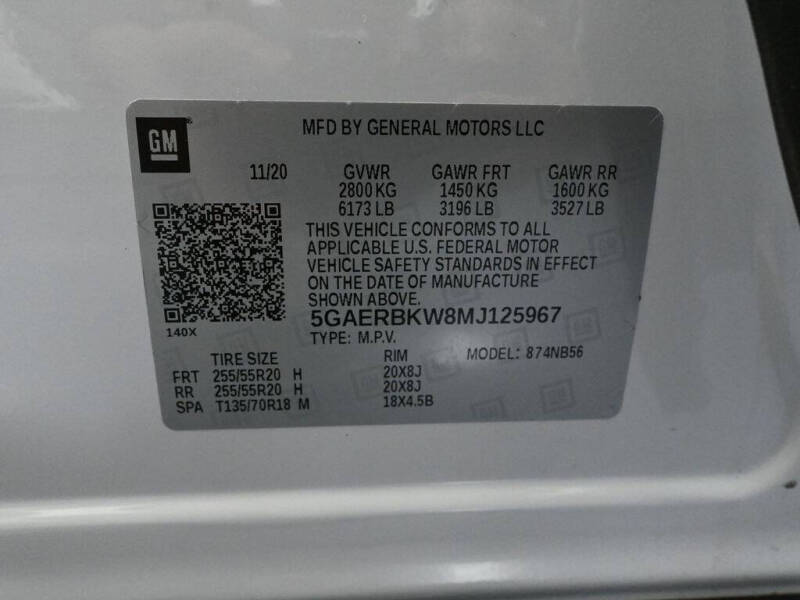 GM
MFD BY GENERAL MOTORS LLC
11/20 GVWR GAWR FRT GAWR RR
2800 KG 1450 KG 1600 KG
6173 LB 3196 LB 3527 LB
THIS VEHICLE CONFORMS TO ALL
APPLICABLE U.S. FEDERAL MOTOR
VEHICLE SAFETY STANDARDS IN EFFECT
ON THE DATE OF MANUFACTURE
SHOWN ABOVE.
5GAERBKW8MJ125967
140X
TYPE: M.P.V. MODEL: 874NB56
TIRE SIZE RIM
FRT 255/55R20 H 20X8J
RR 255/55R20 H 20X8J
SPA T135/70R18 M 18X4.5B